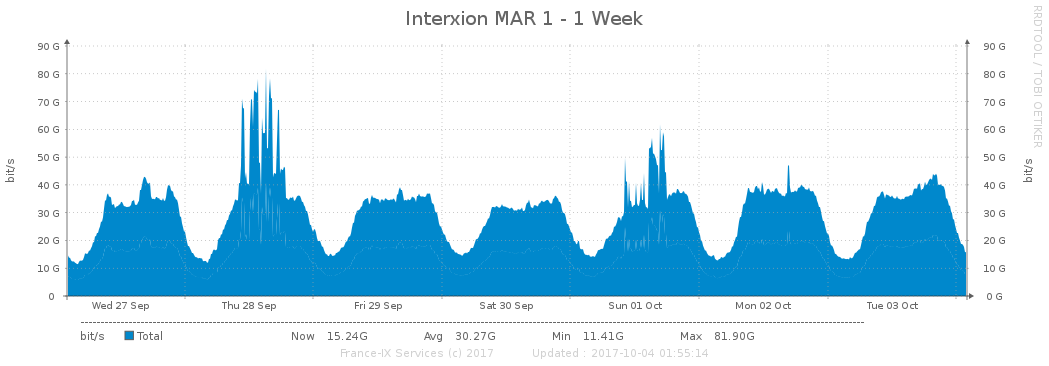 Interxion MAR 1 - 1 Week
RRDTOOL / TOBI OETIKER
bit/s
90 G 90 G
80 G 80 G
70 G 70 G
60 G 60 G
50 G 50 G
40 G 40 G
30 G 30 G
20 G 20 G
10 G 10 G
0 0 G
bit/s
Wed 27 Sep Thu 28 Sep Fri 29 Sep Sat 30 Sep Sun 01 Oct Mon 02 Oct Tue 03 Oct
bit/s Total Now 15.24G Avg 30.27G Min 11.41G Max 81.90G
France-IX Services (c) 2017 Updated : 2017-10-04 01:55:14